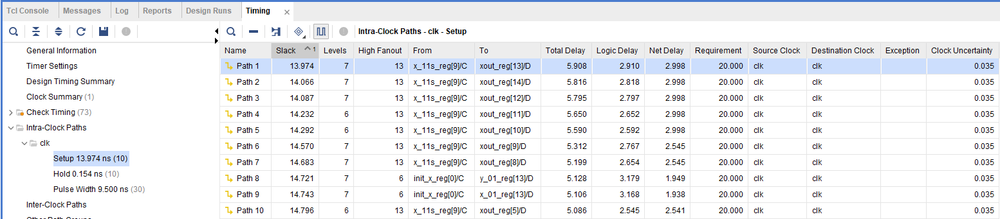 Tcl Console Messages Log Reports Design Runs Timing
Intra-Clock Paths - clk - Setup
General Information
Timer Settings
Design Timing Summary
Clock Summary (1)
Check Timing (73)
Intra-Clock Paths
clk
Setup 13.974 ns (10)
Hold 0.154 ns (10)
Pulse Width 9.500 ns (30)
Inter-Clock Paths
Other Path Groups
Name Slack 1 Levels High Fanout From To Total Delay Logic Delay Net Delay Requirement Source Clock Destination Clock Exception Clock Uncertainty
Path 1 13.974 7 13 x_11s_reg[9]/C xout_reg[13]/D 5.908 2.910 2.998 20.000 clk clk 0.035
Path 2 14.066 7 13 x_11s_reg[9]/C xout_reg[14]/D 5.816 2.818 2.998 20.000 clk clk 0.035
Path 3 14.087 7 13 x_11s_reg[9]/C xout_reg[12]/D 5.795 2.797 2.998 20.000 clk clk 0.035
Path 4 14.232 6 13 x_11s_reg[9]/C xout_reg[11]/D 5.650 2.652 2.998 20.000 clk clk 0.035
Path 5 14.292 6 13 x_11s_reg[9]/C xout_reg[10]/D 5.590 2.592 2.998 20.000 clk clk 0.035
Path 6 14.570 7 13 x_11s_reg[9]/C xout_reg[9]/D 5.312 2.767 2.545 20.000 clk clk 0.035
Path 7 14.683 7 13 x_11s_reg[9]/C xout_reg[8]/D 5.199 2.654 2.545 20.000 clk clk 0.035
Path 8 14.721 7 6 init_x_reg[0]/C y_01_reg[13]/D 5.128 3.179 1.949 20.000 clk clk 0.035
Path 9 14.743 7 6 init_x_reg[0]/C x_01_reg[13]/D 5.106 3.168 1.938 20.000 clk clk 0.035
Path 10 14.796 6 13 x_11s_reg[9]/C xout_reg[5]/D 5.086 2.545 2.541 20.000 clk clk 0.035